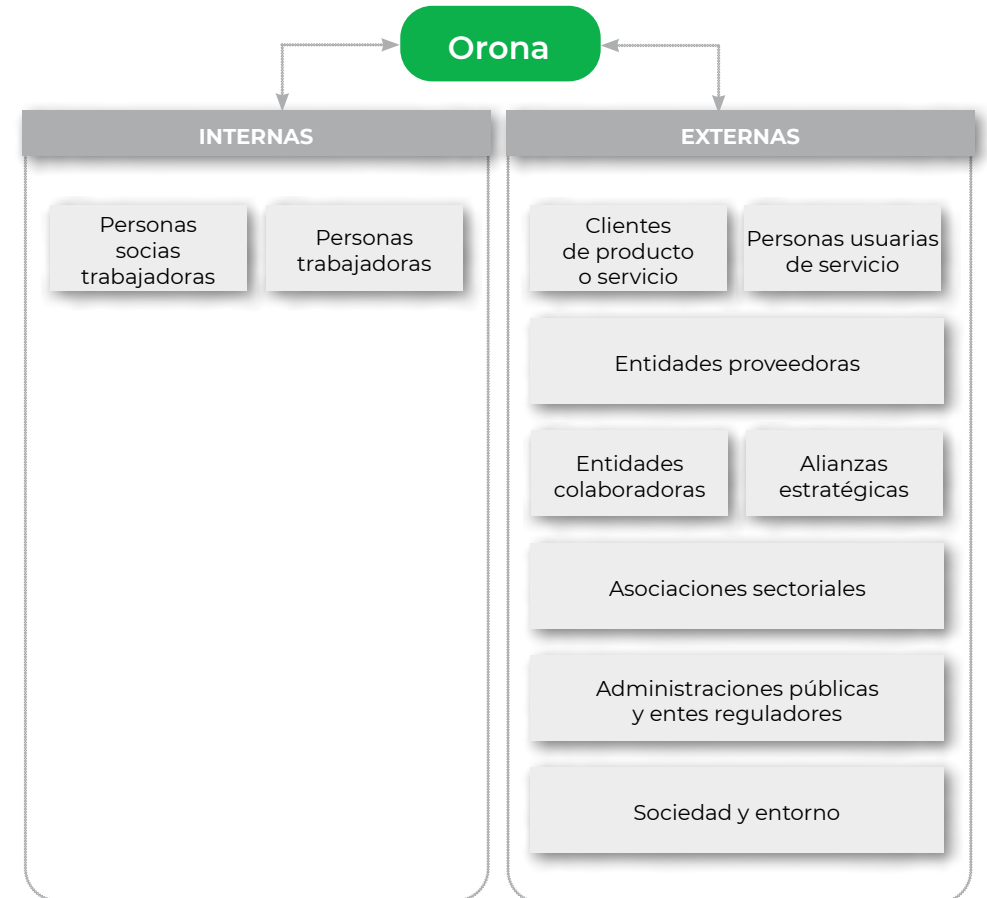 Orona
INTERNAS
Personas
socias
trabajadoras
Personas
trabajadoras
EXTERNAS
Clientes
de producto
o servicio
Personas usuarias
de servicio
Entidades proveedoras
Entidades
colaboradoras
Alianzas
estratégicas
Asociaciones sectoriales
Administraciones públicas
y entes reguladores
Sociedad y entorno